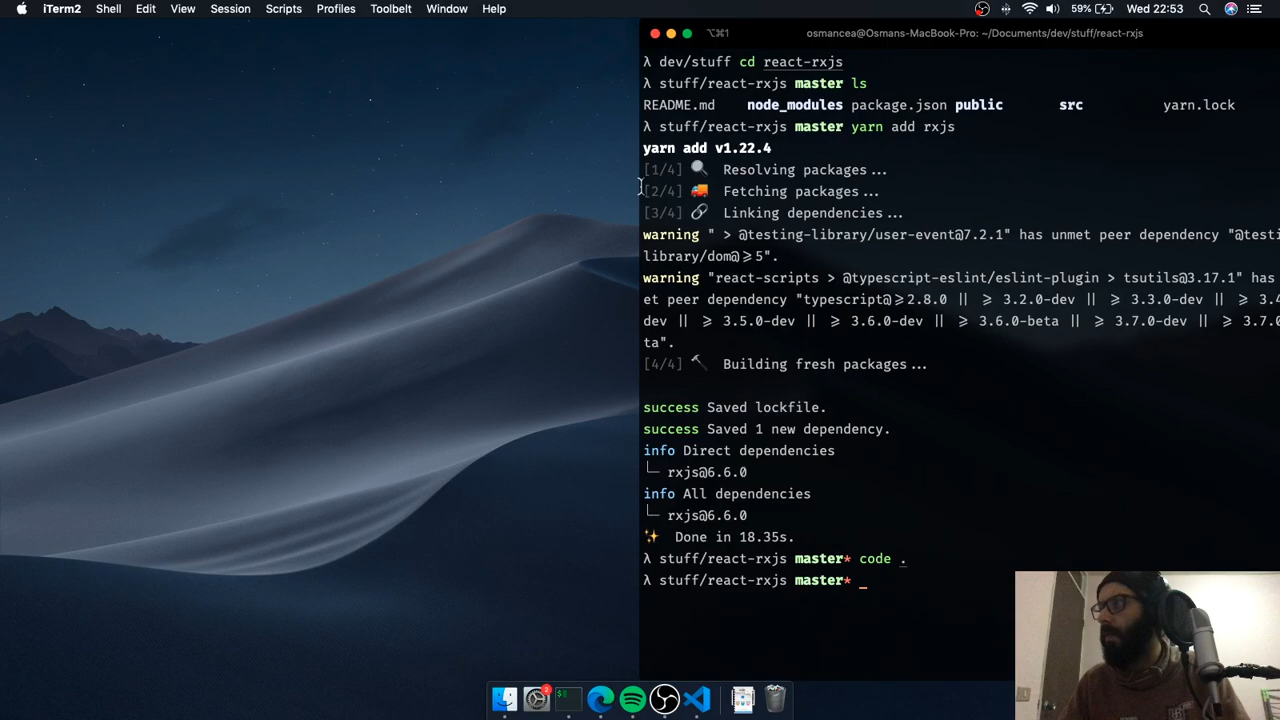 iTerm2 Shell Edit View Session Scripts Profiles Toolbelt Window Help 59% Wed 22:53
⌥⌘1 osmancea@Osmans-MacBook-Pro: ~/Documents/dev/stuff/react-rxjs
λ dev/stuff cd react-rxjs
λ stuff/react-rxjs master ls
README.md node_modules package.json public src yarn.lock
λ stuff/react-rxjs master yarn add rxjs
yarn add v1.22.4
[1/4] 🔍 Resolving packages...
[2/4] 🚚 Fetching packages...
[3/4] 🔗 Linking dependencies...
warning " > @testing-library/user-event@7.2.1" has unmet peer dependency "@testi
library/dom@>=5".
warning "react-scripts > @typescript-eslint/eslint-plugin > tsutils@3.17.1" has
et peer dependency "typescript@>=2.8.0 || >= 3.2.0-dev || >= 3.3.0-dev || >= 3.4
dev || >= 3.5.0-dev || >= 3.6.0-dev || >= 3.6.0-beta || >= 3.7.0-dev || >= 3.7.0
ta".
[4/4] 🔨 Building fresh packages...
success Saved lockfile.
success Saved 1 new dependency.
info Direct dependencies
└─ rxjs@6.6.0
info All dependencies
└─ rxjs@6.6.0
✨ Done in 18.35s.
λ stuff/react-rxjs master* code .
λ stuff/react-rxjs master* _